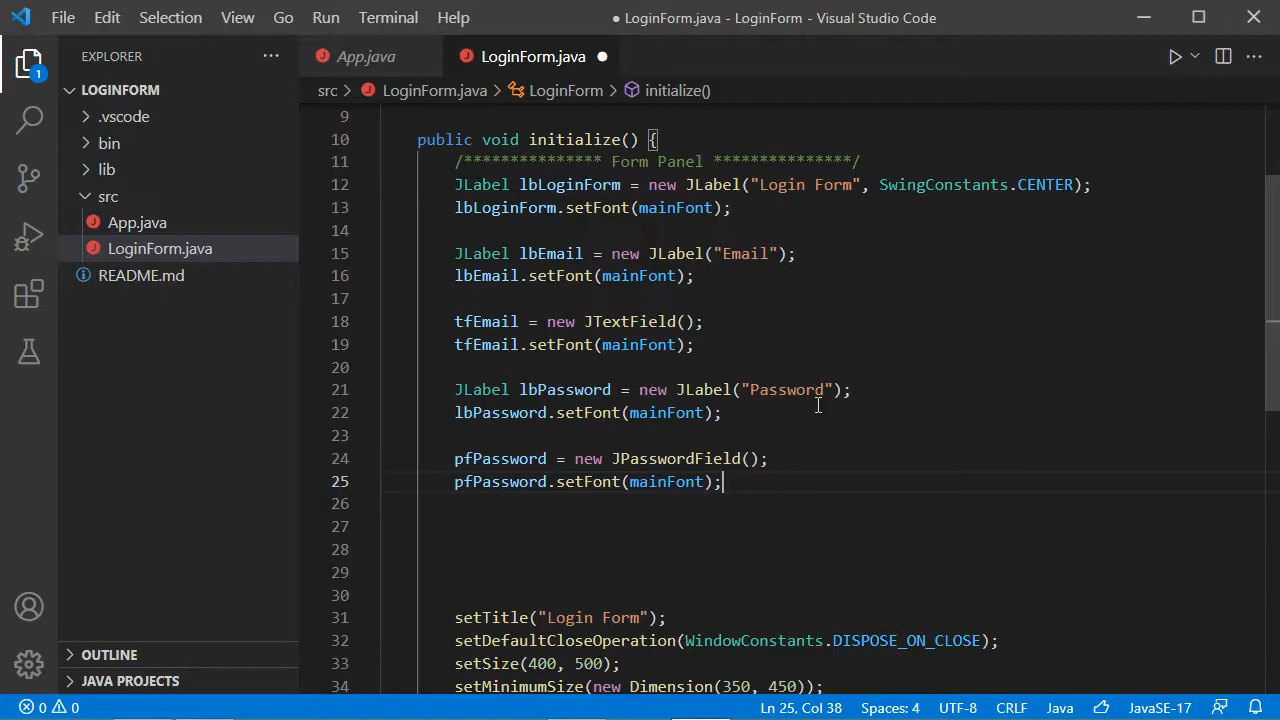 File Edit Selection View Go Run Terminal Help ● LoginForm.java - LoginForm - Visual Studio Code
EXPLORER ···
App.java LoginForm.java ●
src > LoginForm.java > LoginForm > initialize()
LOGINFORM
.vscode
bin
lib
src
App.java
LoginForm.java
README.md
1
9
10 public void initialize() {
11 /*************** Form Panel ***************/
12 JLabel lbLoginForm = new JLabel("Login Form", SwingConstants.CENTER);
13 lbLoginForm.setFont(mainFont);
14
15 JLabel lbEmail = new JLabel("Email");
16 lbEmail.setFont(mainFont);
17
18 tfEmail = new JTextField();
19 tfEmail.setFont(mainFont);
20
21 JLabel lbPassword = new JLabel("Password");
22 lbPassword.setFont(mainFont);
23
24 pfPassword = new JPasswordField();
25 pfPassword.setFont(mainFont);
26
27
28
29
30
31 setTitle("Login Form");
32 setDefaultCloseOperation(WindowConstants.DISPOSE_ON_CLOSE);
33 setSize(400, 500);
34 setMinimumSize(new Dimension(350, 450));
OUTLINE
JAVA PROJECTS
0 0 Ln 25, Col 38 Spaces: 4 UTF-8 CRLF Java JavaSE-17